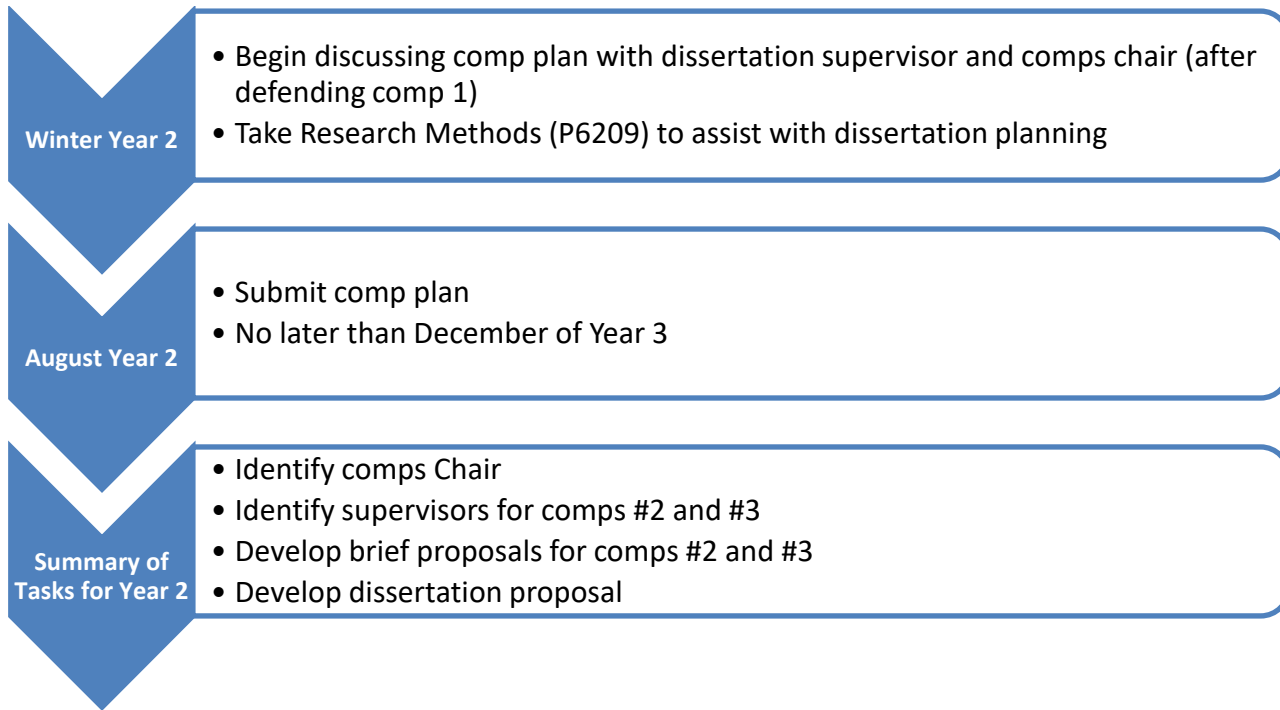 Winter Year 2
• Begin discussing comp plan with dissertation supervisor and comps chair (after
defending comp 1)
• Take Research Methods (P6209) to assist with dissertation planning
August Year 2
• Submit comp plan
• No later than December of Year 3
Summary of
Tasks for Year 2
• Identify comps Chair
• Identify supervisors for comps #2 and #3
• Develop brief proposals for comps #2 and #3
• Develop dissertation proposal